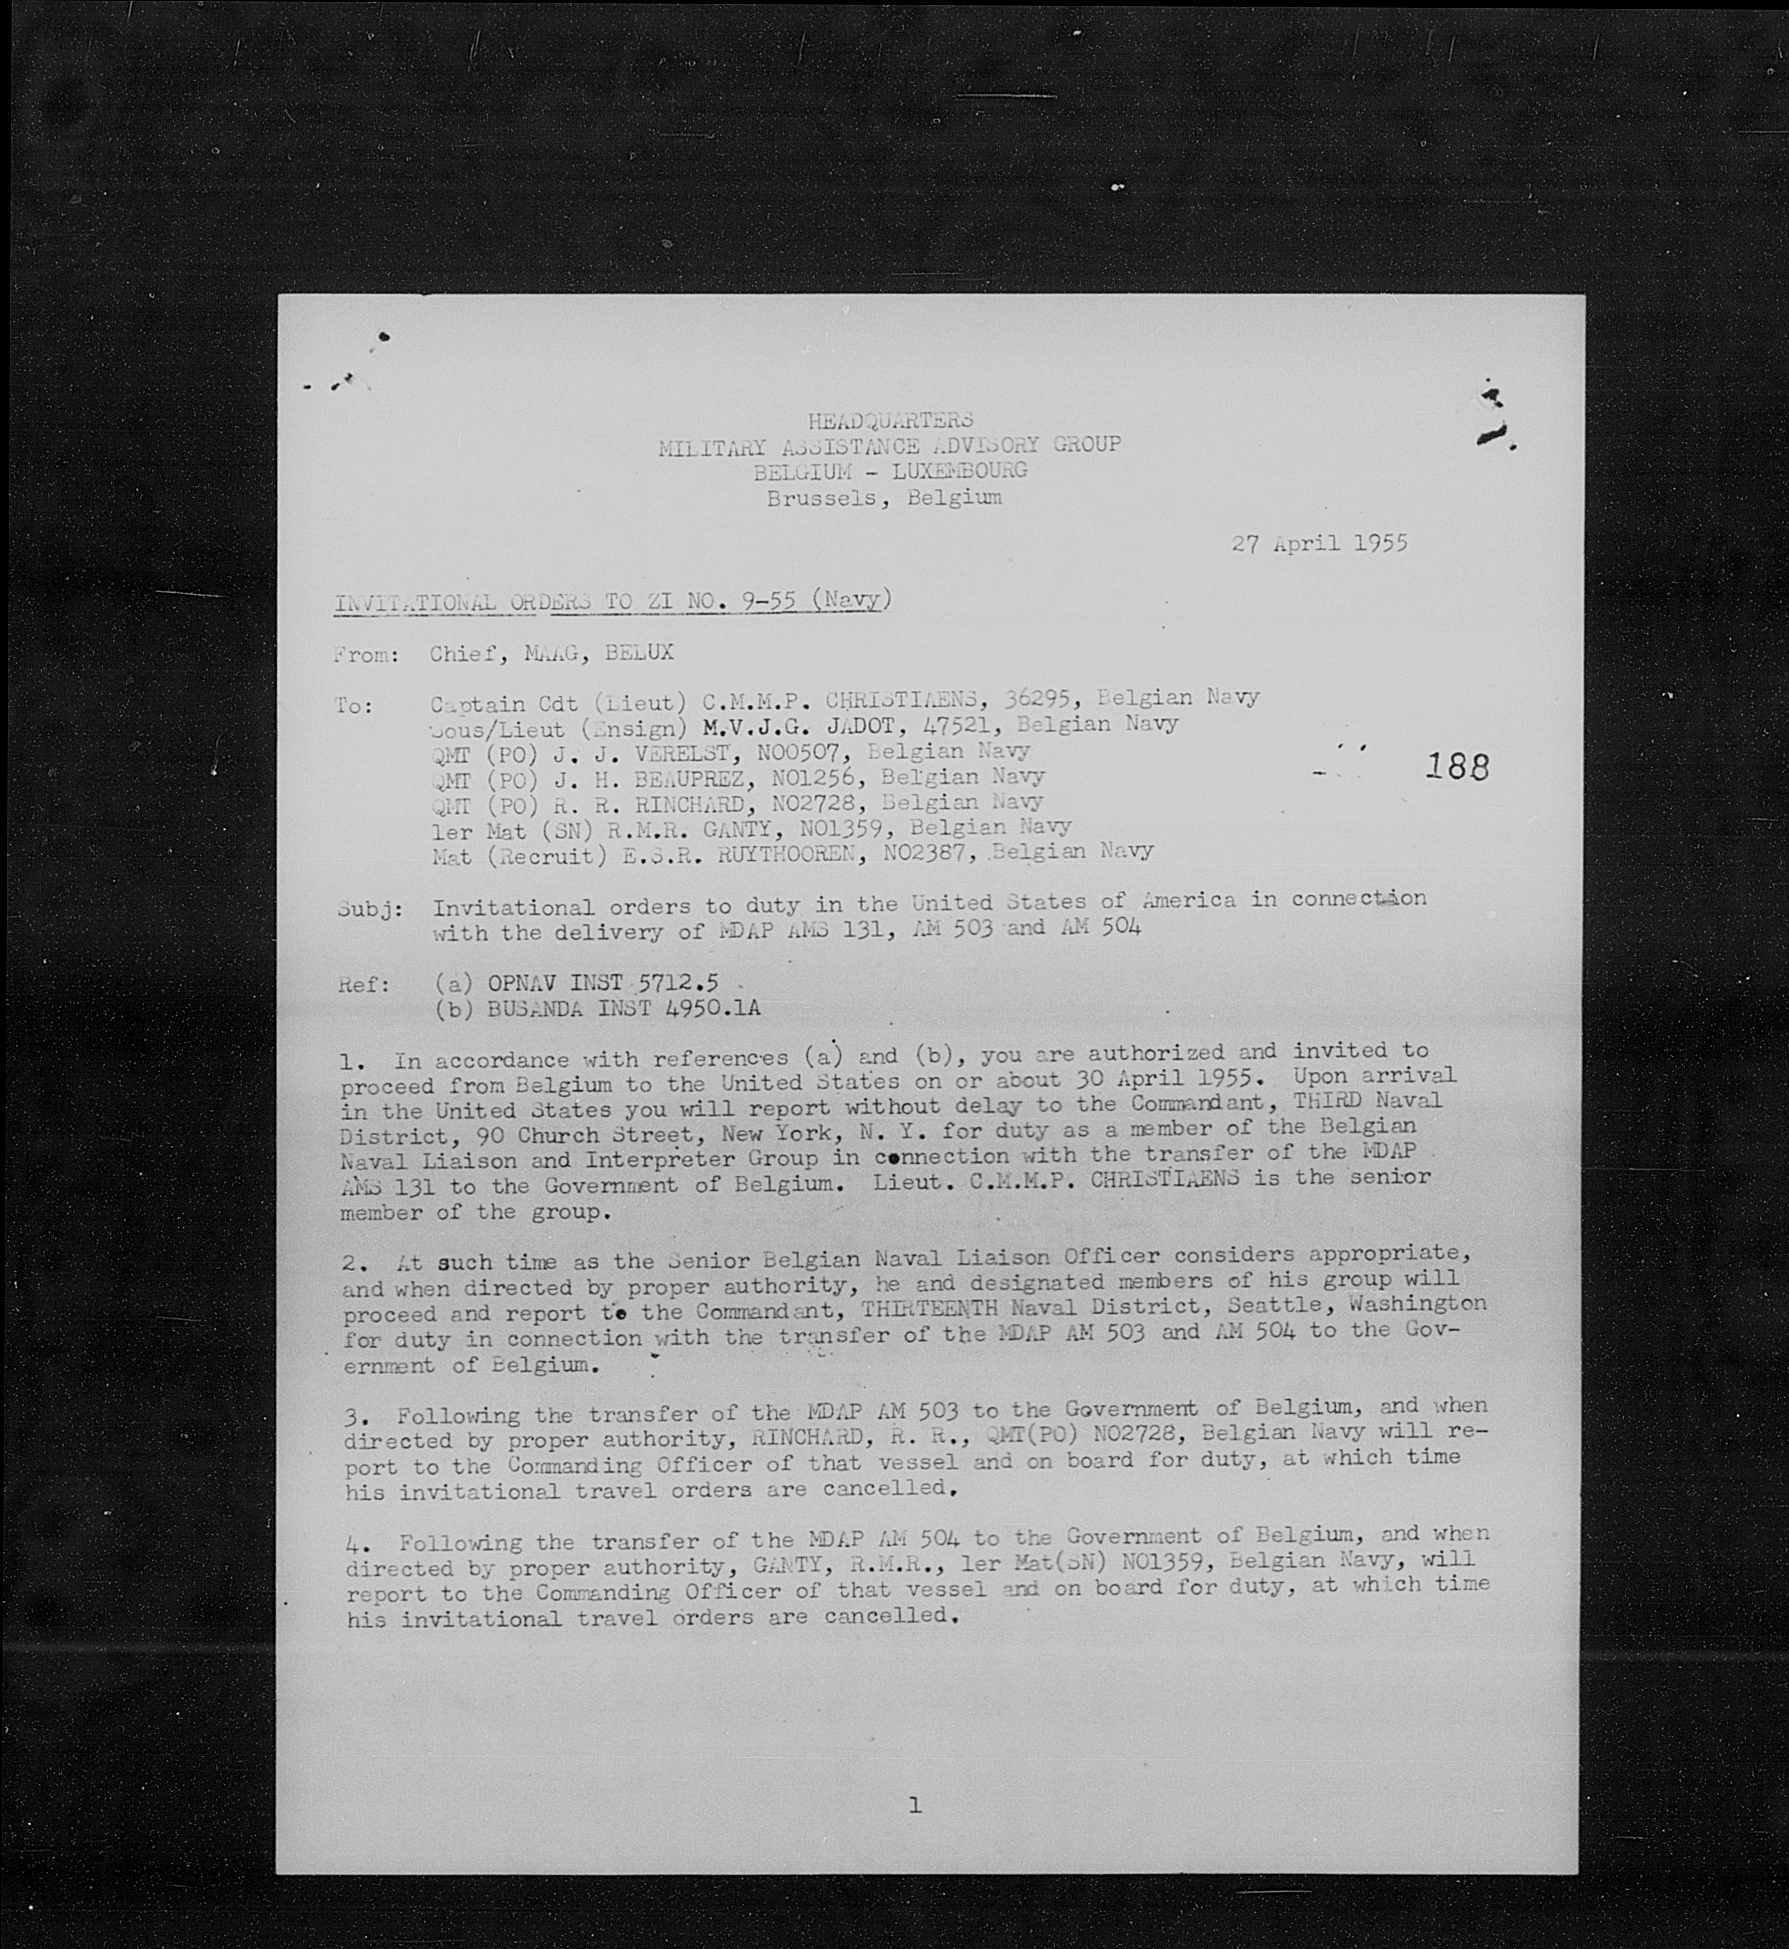 HEADQUARTERS
MILITARY ASSISTANCE ADVISORY GROUP
BELGIUM - LUXEMBOURG
Brussels, Belgium
27 April 1955
INVITATIONAL ORDERS TO ZI NO. 9-55 (Navy)
From: Chief, MAAG, BELUX
To: Captain Cdt (Lieut) C.M.M.P. CHRISTIAENS, 36295, Belgian Navy
Sous/Lieut (Ensign) M.V.J.G. JADOT, 47521, Belgian Navy
QMT (PO) J. J. VERELST, NO0507, Belgian Navy
QMT (PO) J. H. BEAUPREZ, NO1256, Belgian Navy
188
QMT (PO) R. R. RINCHARD, NO2728, Belgian Navy
1er Mat (SN) R.M.R. GANTY, NO1359, Belgian Navy
Mat (Recruit) E.S.R. RUYTHOOREN, NO2387, Belgian Navy
Subj: Invitational orders to duty in the United States of America in connection
with the delivery of MDAP AMS 131, AM 503 and AM 504
Ref: (a) OPNAV INST 5712.5
(b) BUSANDA INST 4950.1A
1. In accordance with references (a) and (b), you are authorized and invited to
proceed from Belgium to the United States on or about 30 April 1955. Upon arrival
in the United States you will report without delay to the Commandant, THIRD Naval
District, 90 Church Street, New York, N. Y. for duty as a member of the Belgian
Naval Liaison and Interpreter Group in connection with the transfer of the MDAP
AMS 131 to the Government of Belgium. Lieut. C.M.M.P. CHRISTIAENS is the senior
member of the group.
2. At such time as the Senior Belgian Naval Liaison Officer considers appropriate,
and when directed by proper authority, he and designated members of his group will
proceed and report to the Commandant, THIRTEENTH Naval District, Seattle, Washington
for duty in connection with the transfer of the MDAP AM 503 and AM 504 to the Gov-
ernment of Belgium.
3. Following the transfer of the MDAP AM 503 to the Government of Belgium, and when
directed by proper authority, RINCHARD, R. R., QMT(PO) NO2728, Belgian Navy will re-
port to the Commanding Officer of that vessel and on board for duty, at which time
his invitational travel orders are cancelled.
4. Following the transfer of the MDAP AM 504 to the Government of Belgium, and when
directed by proper authority, GANTY, R.M.R., 1er Mat(SN) NO1359, Belgian Navy, will
report to the Commanding Officer of that vessel and on board for duty, at which time
his invitational travel orders are cancelled.
1